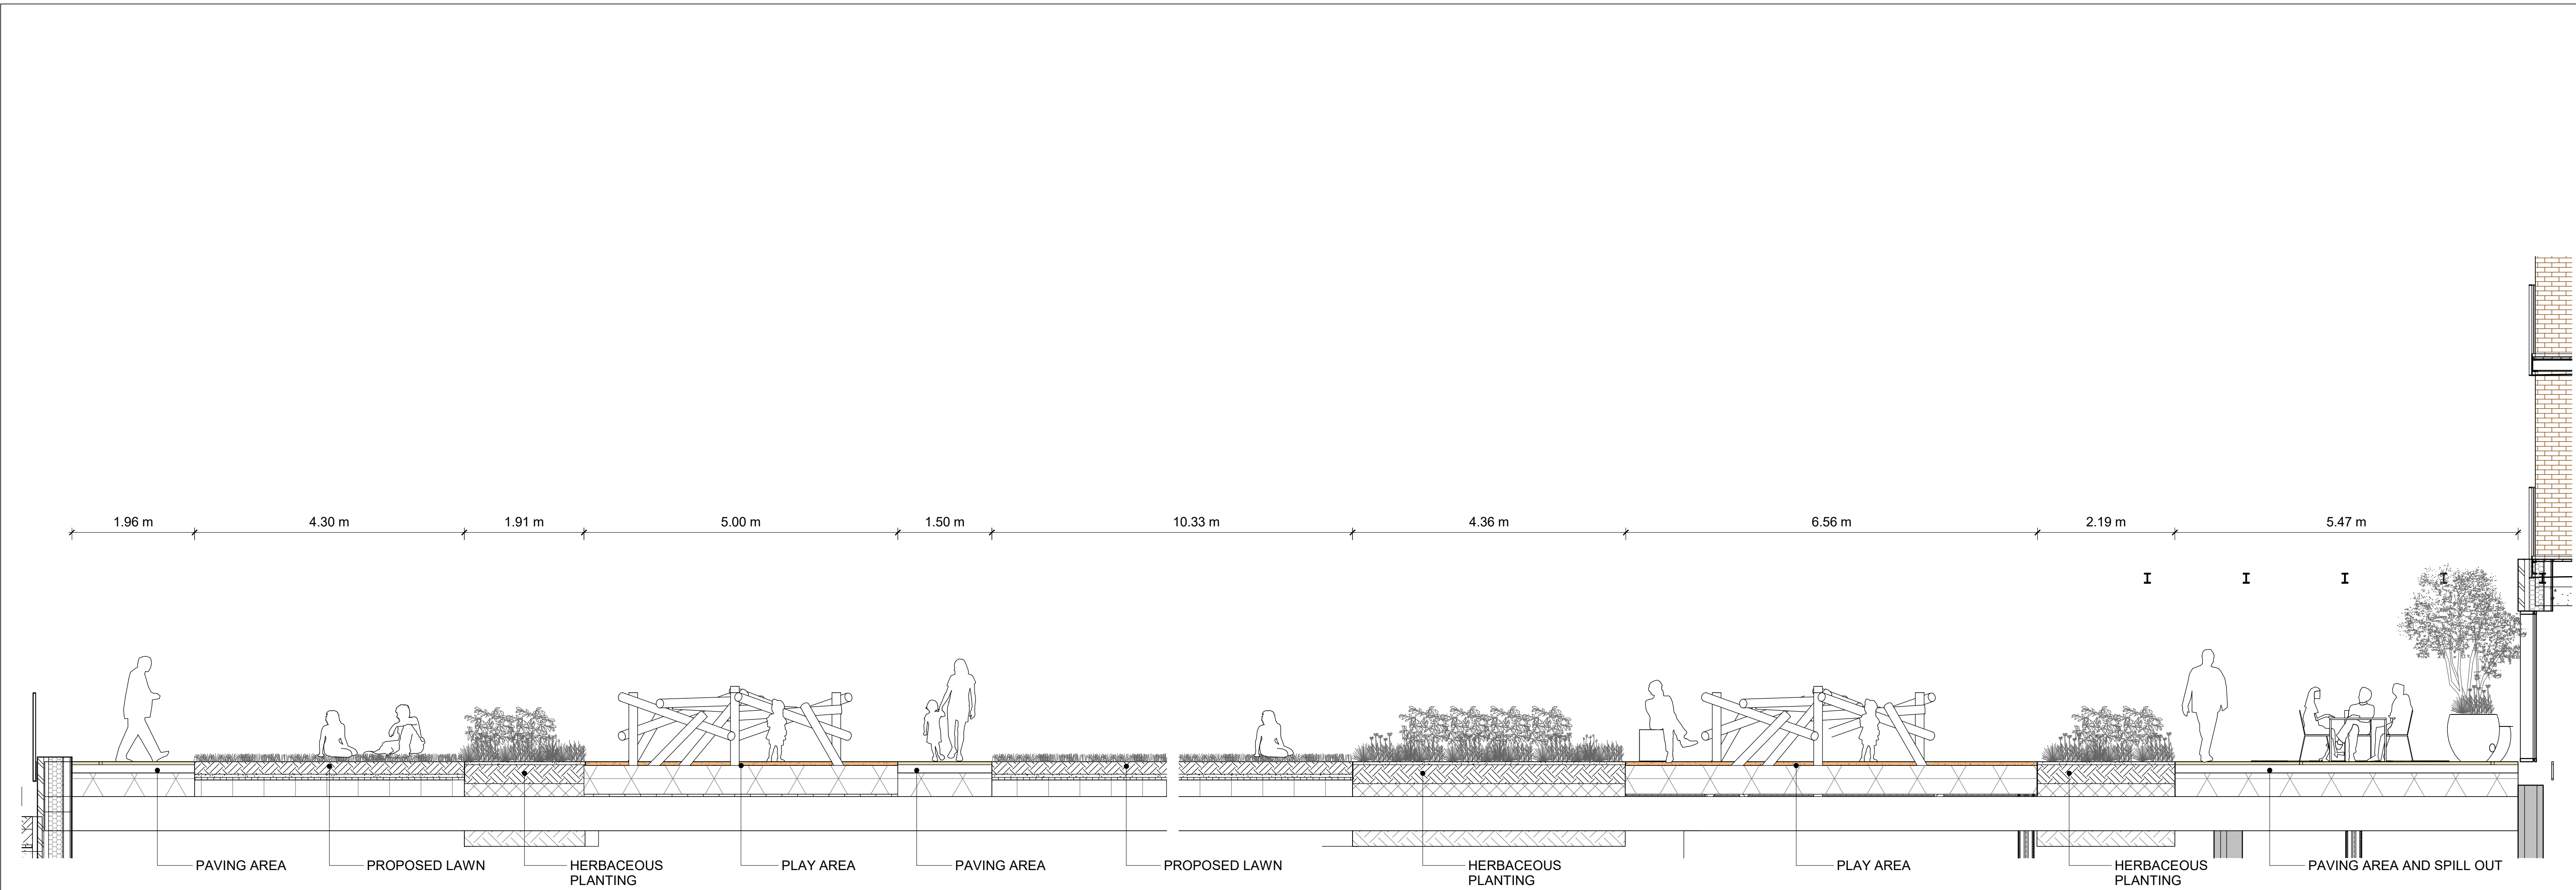 1.96 m
4.30 m
1.91 m
5.00 m
1.50 m
10.33 m
4.36 m
6.56 m
2.19 m
5.47 m
PAVING AREA
PROPOSED LAWN
HERBACEOUS
PLANTING
PLAY AREA
PAVING AREA
PROPOSED LAWN
HERBACEOUS
PLANTING
PLAY AREA
HERBACEOUS
PLANTING
PAVING AREA AND SPILL OUT